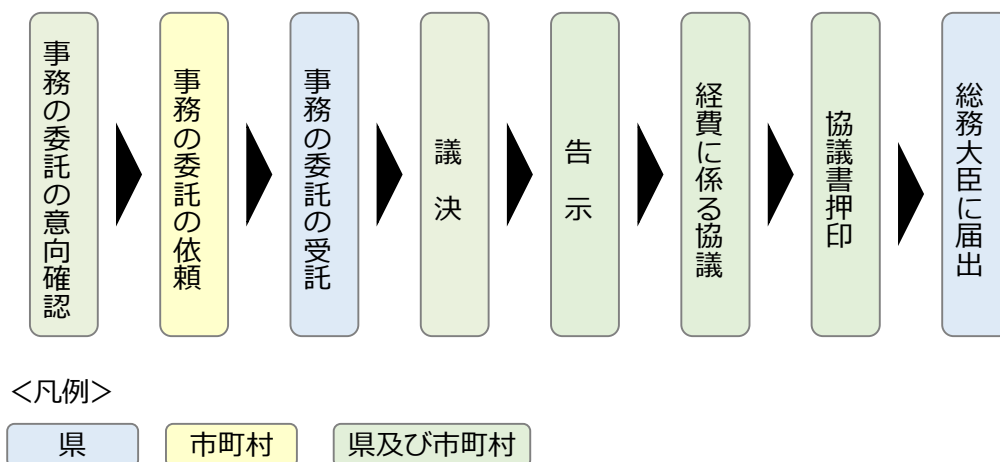 事務の委託の意向確認
事務の委託の依頼
事務の委託の受託
議決
告示
経費に係る協議
協議書押印
総務大臣に届出
＜凡例＞
県
市町村
県及び市町村